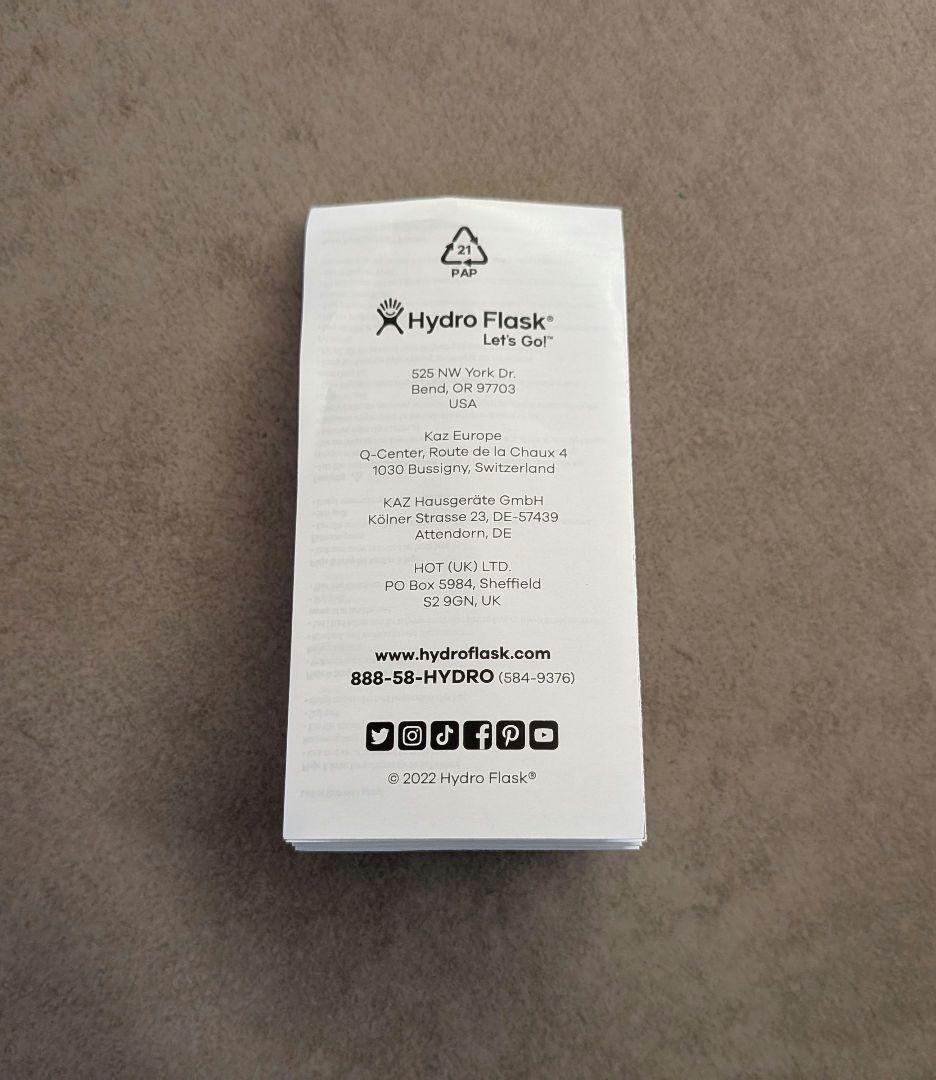 21
PAP
Hydro Flask®
Let's Go!™
525 NW York Dr.
Bend, OR 97703
USA
Kaz Europe
Q-Center, Route de la Chaux 4
1030 Bussigny, Switzerland
KAZ Hausgeräte GmbH
Kölner Strasse 23, DE-57439
Attendorn, DE
HOT (UK) LTD.
PO Box 5984, Sheffield
S2 9GN, UK
www.hydroflask.com
888-58-HYDRO (584-9376)
© 2022 Hydro Flask®